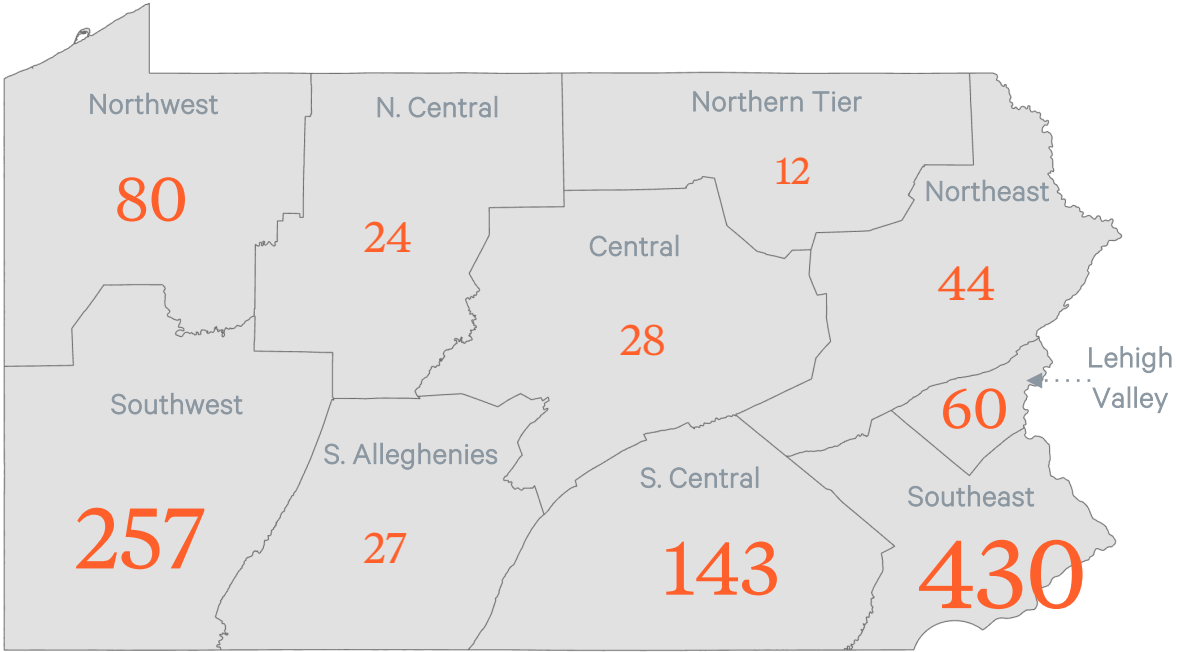 Northwest
80
N. Central
24
Northern Tier
12
Northeast
44
Central
28
Lehigh
Valley
60
Southwest
257
S. Alleghenies
27
S. Central
143
Southeast
430